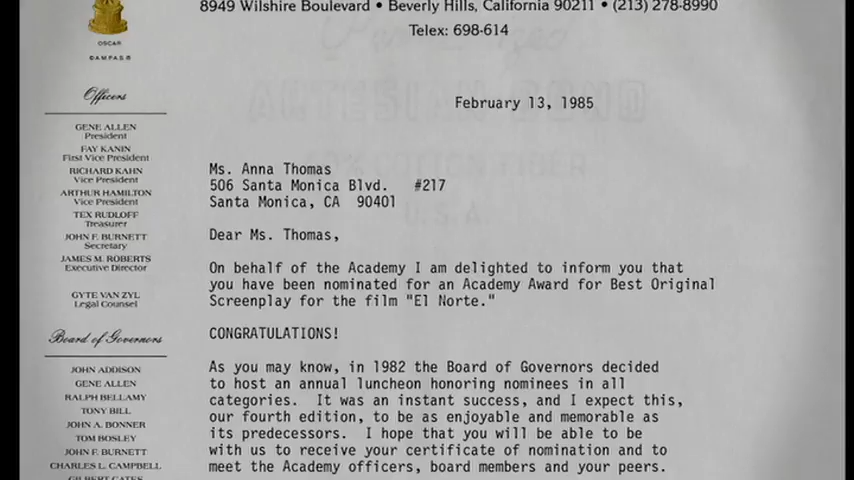 8949 Wilshire Boulevard • Beverly Hills, California 90211 • (213) 278-8990
Telex: 698-614
OSCAR
©A.M.P.A.S.®
Officers
GENE ALLEN
President
FAY KANIN
First Vice President
RICHARD KAHN
Vice President
ARTHUR HAMILTON
Vice President
TEX RUDLOFF
Treasurer
JOHN F. BURNETT
Secretary
JAMES M. ROBERTS
Executive Director
GYTE VAN ZYL
Legal Counsel
Board of Governors
JOHN ADDISON
GENE ALLEN
RALPH BELLAMY
TONY BILL
JOHN A. BONNER
TOM BOSLEY
JOHN F. BURNETT
CHARLES L. CAMPBELL
GILBERT CATES
February 13, 1985
Ms. Anna Thomas
506 Santa Monica Blvd. #217
Santa Monica, CA 90401
Dear Ms. Thomas,
On behalf of the Academy I am delighted to inform you that
you have been nominated for an Academy Award for Best Original
Screenplay for the film "El Norte."
CONGRATULATIONS!
As you may know, in 1982 the Board of Governors decided
to host an annual luncheon honoring nominees in all
categories. It was an instant success, and I expect this,
our fourth edition, to be as enjoyable and memorable as
its predecessors. I hope that you will be able to be
with us to receive your certificate of nomination and to
meet the Academy officers, board members and your peers.